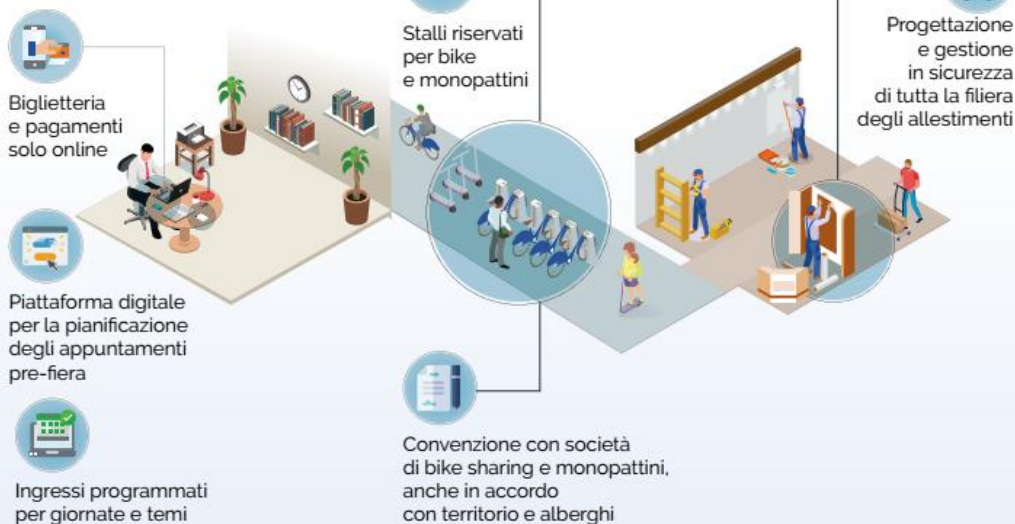 Biglietteria
e pagamenti
solo online
Piattaforma digitale
per la pianificazione
degli appuntamenti
pre-fiera
Ingressi programmati
per giornate e temi
Stalli riservati
per bike
e monopattini
Convenzione con società
di bike sharing e monopattini,
anche in accordo
con territorio e alberghi
Progettazione
e gestione
in sicurezza
di tutta la filiera
degli allestimenti